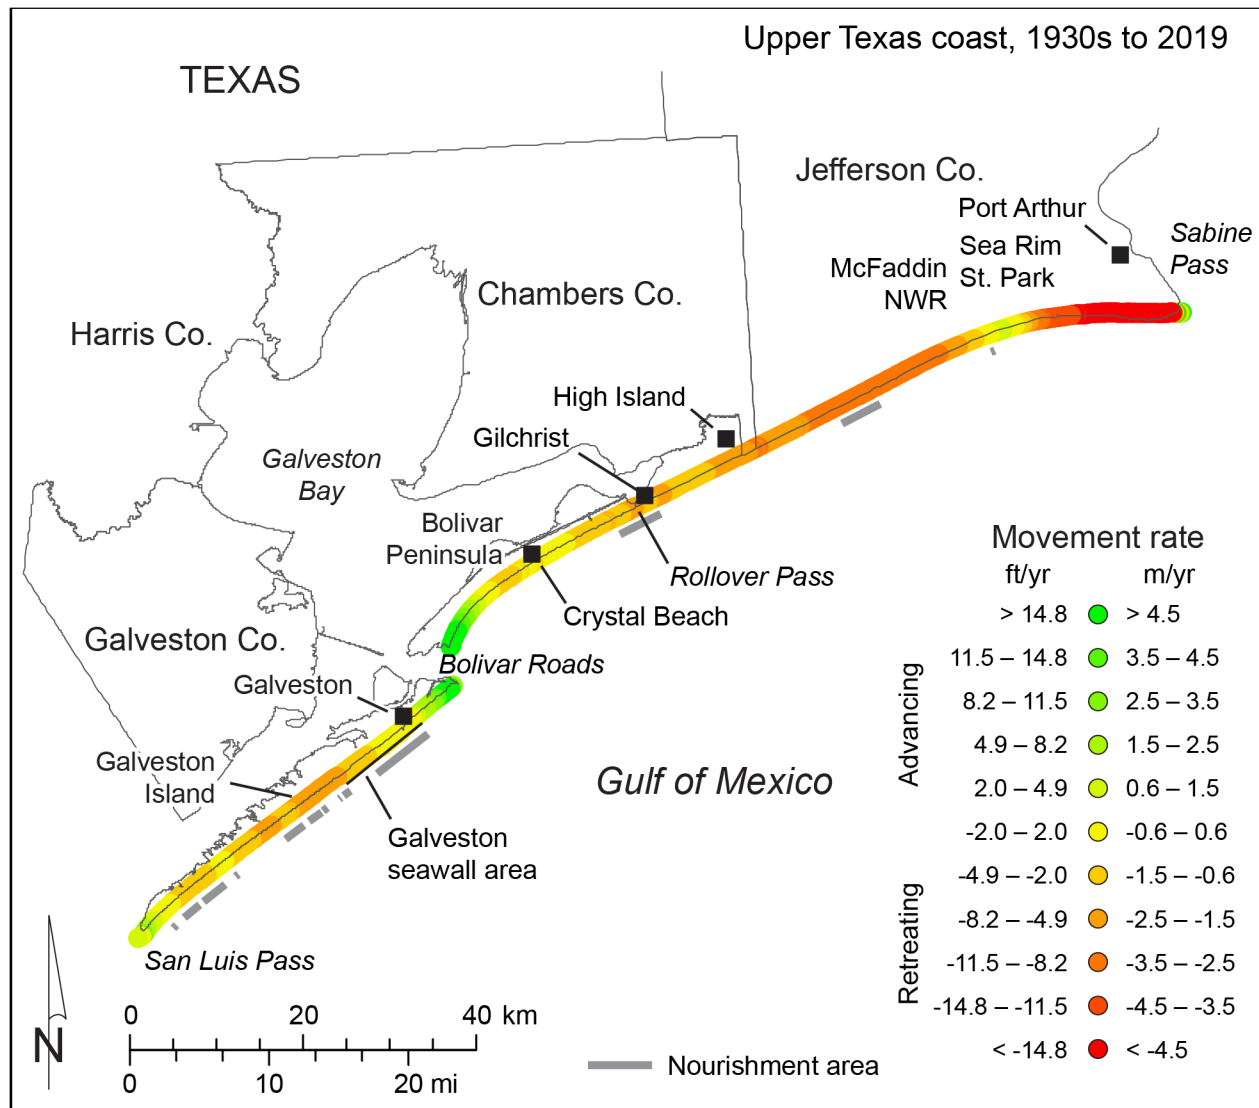 Upper Texas coast, 1930s to 2019
TEXAS
Jefferson Co.
Port Arthur
Sabine
Pass
Sea Rim
St. Park
McFaddin
NWR
Chambers Co.
Harris Co.
High Island
Gilchrist
Galveston
Bay
Bolivar
Peninsula
Rollover Pass
Crystal Beach
Galveston Co.
Bolivar Roads
Galveston
Galveston
Island
Gulf of Mexico
Galveston
seawall area
San Luis Pass
Movement rate
ft/yr m/yr
> 14.8 > 4.5
11.5 – 14.8 3.5 – 4.5
8.2 – 11.5 2.5 – 3.5
4.9 – 8.2 1.5 – 2.5
2.0 – 4.9 0.6 – 1.5
-2.0 – 2.0 -0.6 – 0.6
-4.9 – -2.0 -1.5 – -0.6
-8.2 – -4.9 -2.5 – -1.5
-11.5 – -8.2 -3.5 – -2.5
-14.8 – -11.5 -4.5 – -3.5
< -14.8 < -4.5
Advancing
Retreating
N
0 20 40 km
0 10 20 mi
Nourishment area